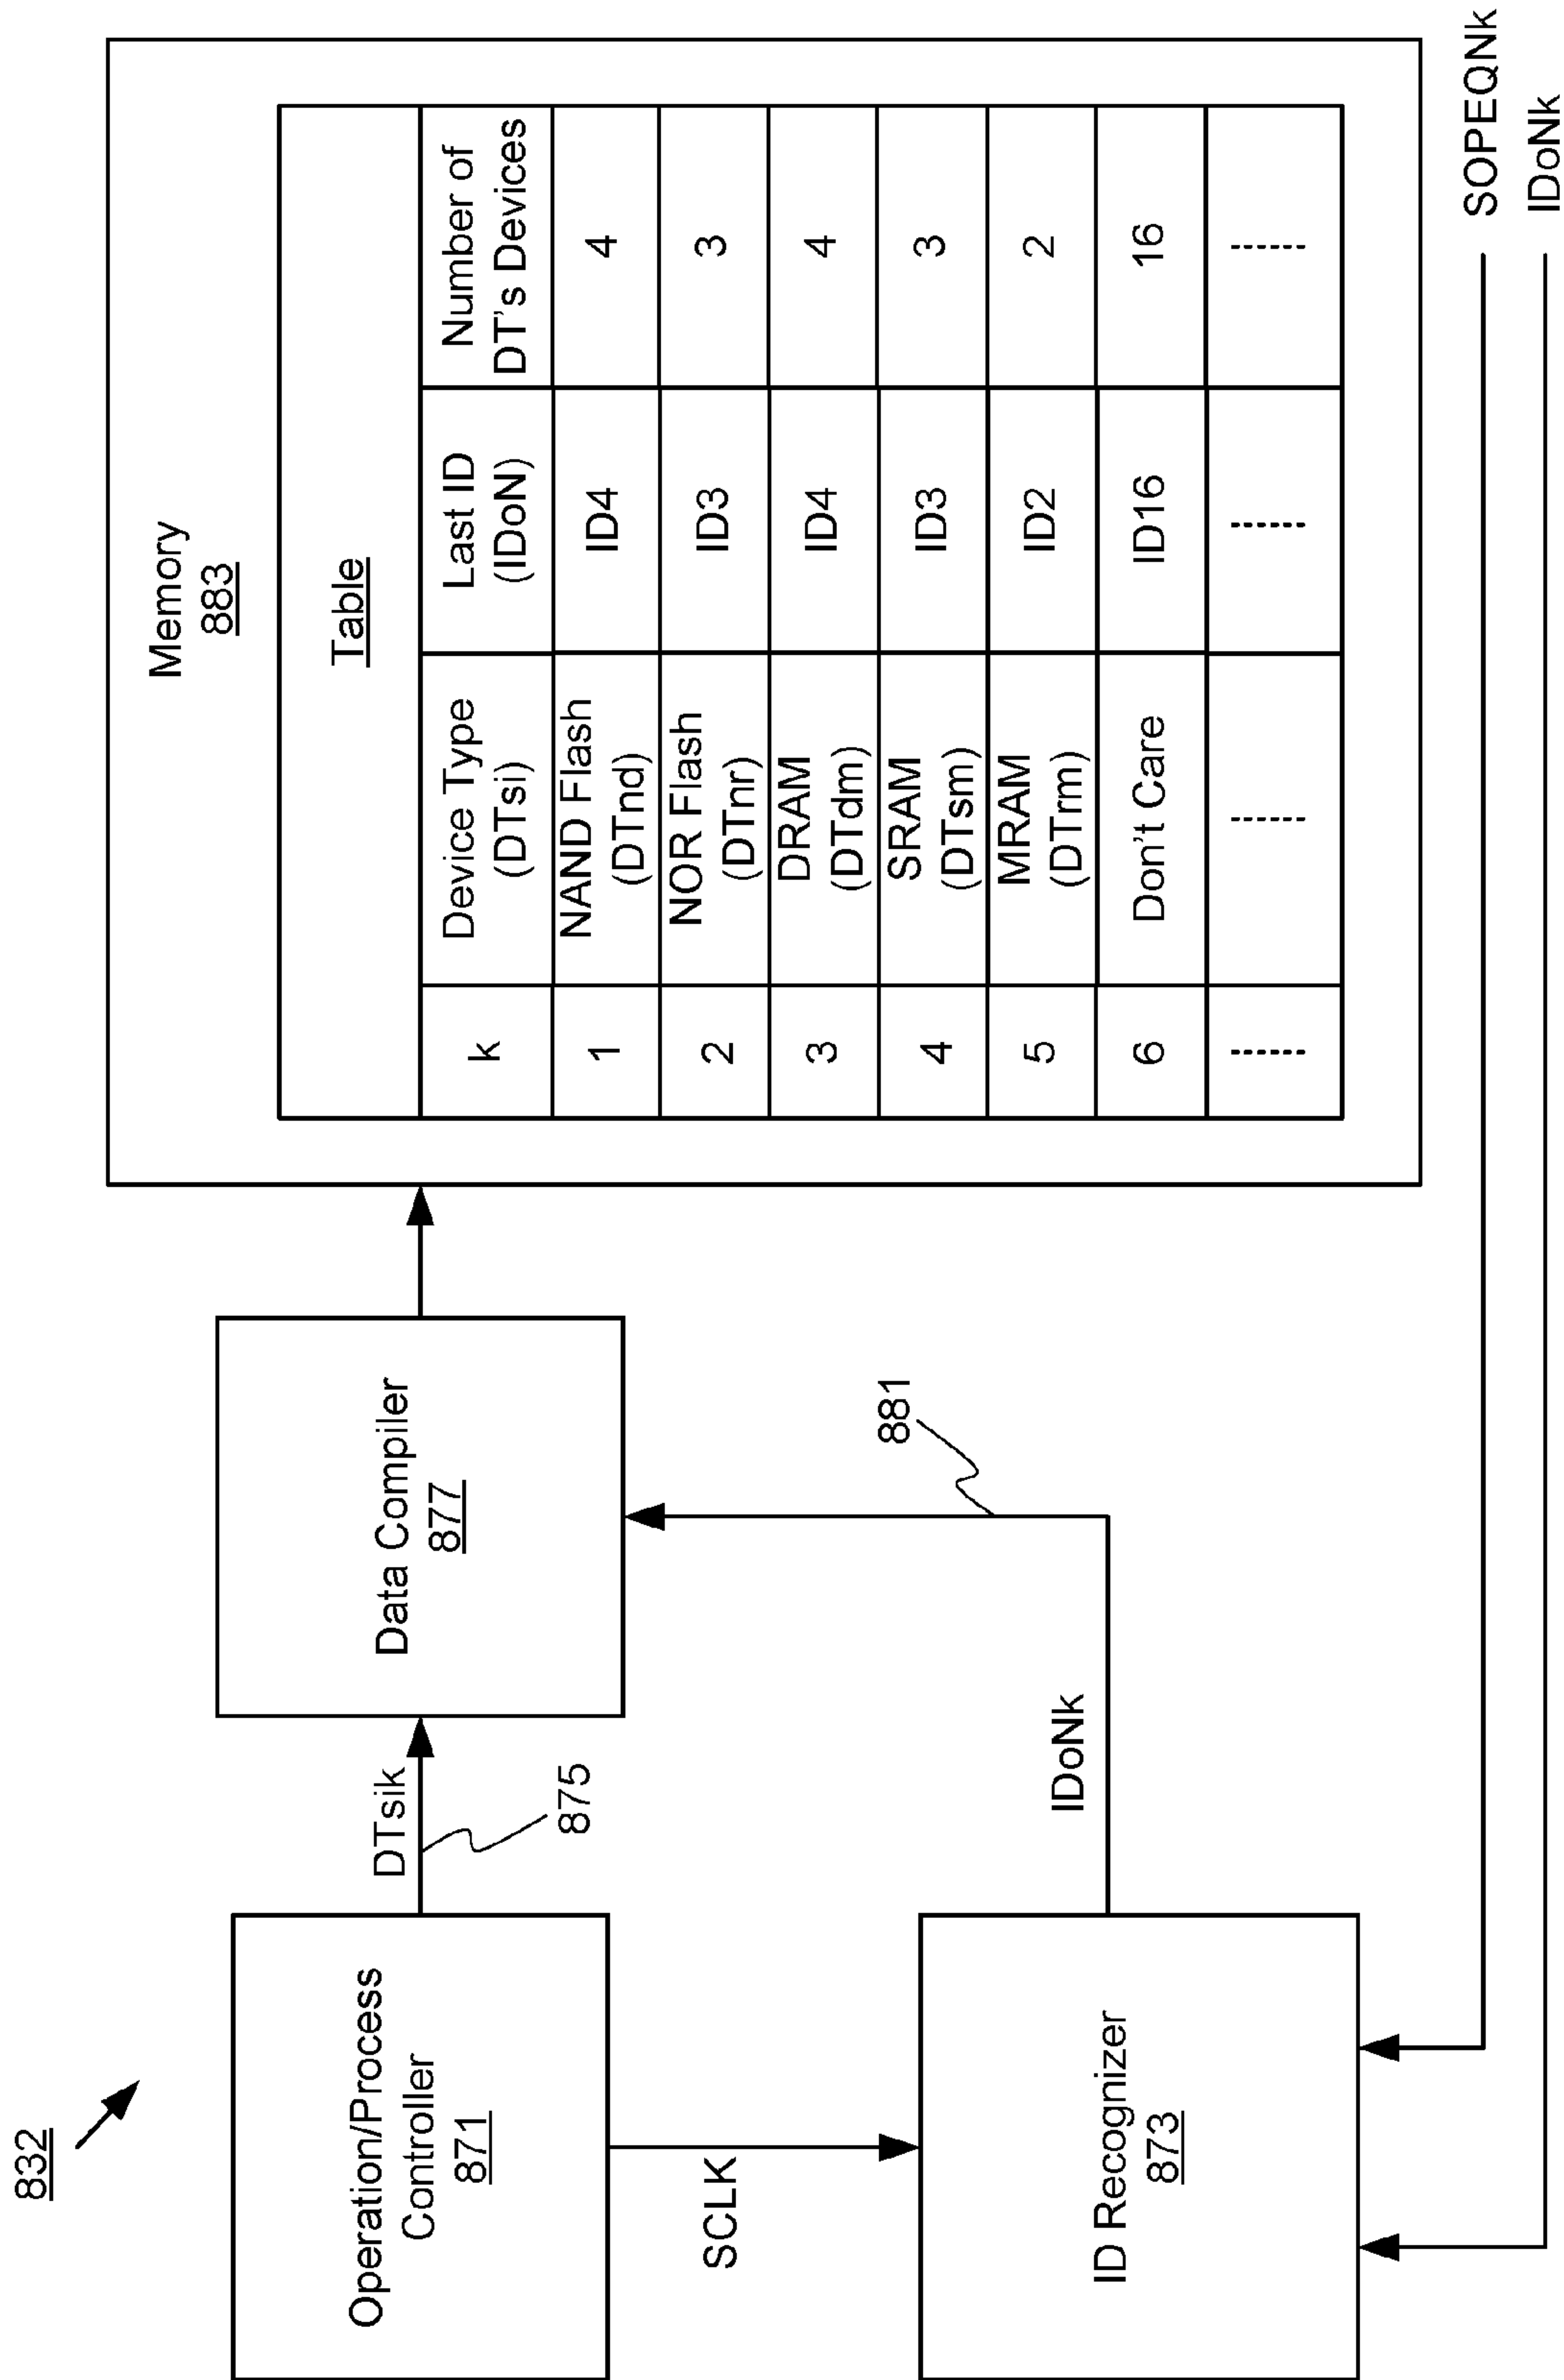 832
Operation/Process
Controller
871
DTsik
875
Data Compiler
877
SCLK
ID Recognizer
873
IDoNk
881
Memory
883
Table
k
Device Type
(DTsi)
Last ID
(IDoN)
Number of
DT's Devices
1
NAND Flash
(DTnd)
ID4
4
2
NOR Flash
(DTnr)
ID3
3
3
DRAM
(DTdm)
ID4
4
4
SRAM
(DTsm)
ID3
3
5
MRAM
(DTrm)
ID2
2
6
Don't Care
ID16
16
------
------
------
------
SOPEQNk
IDoNk